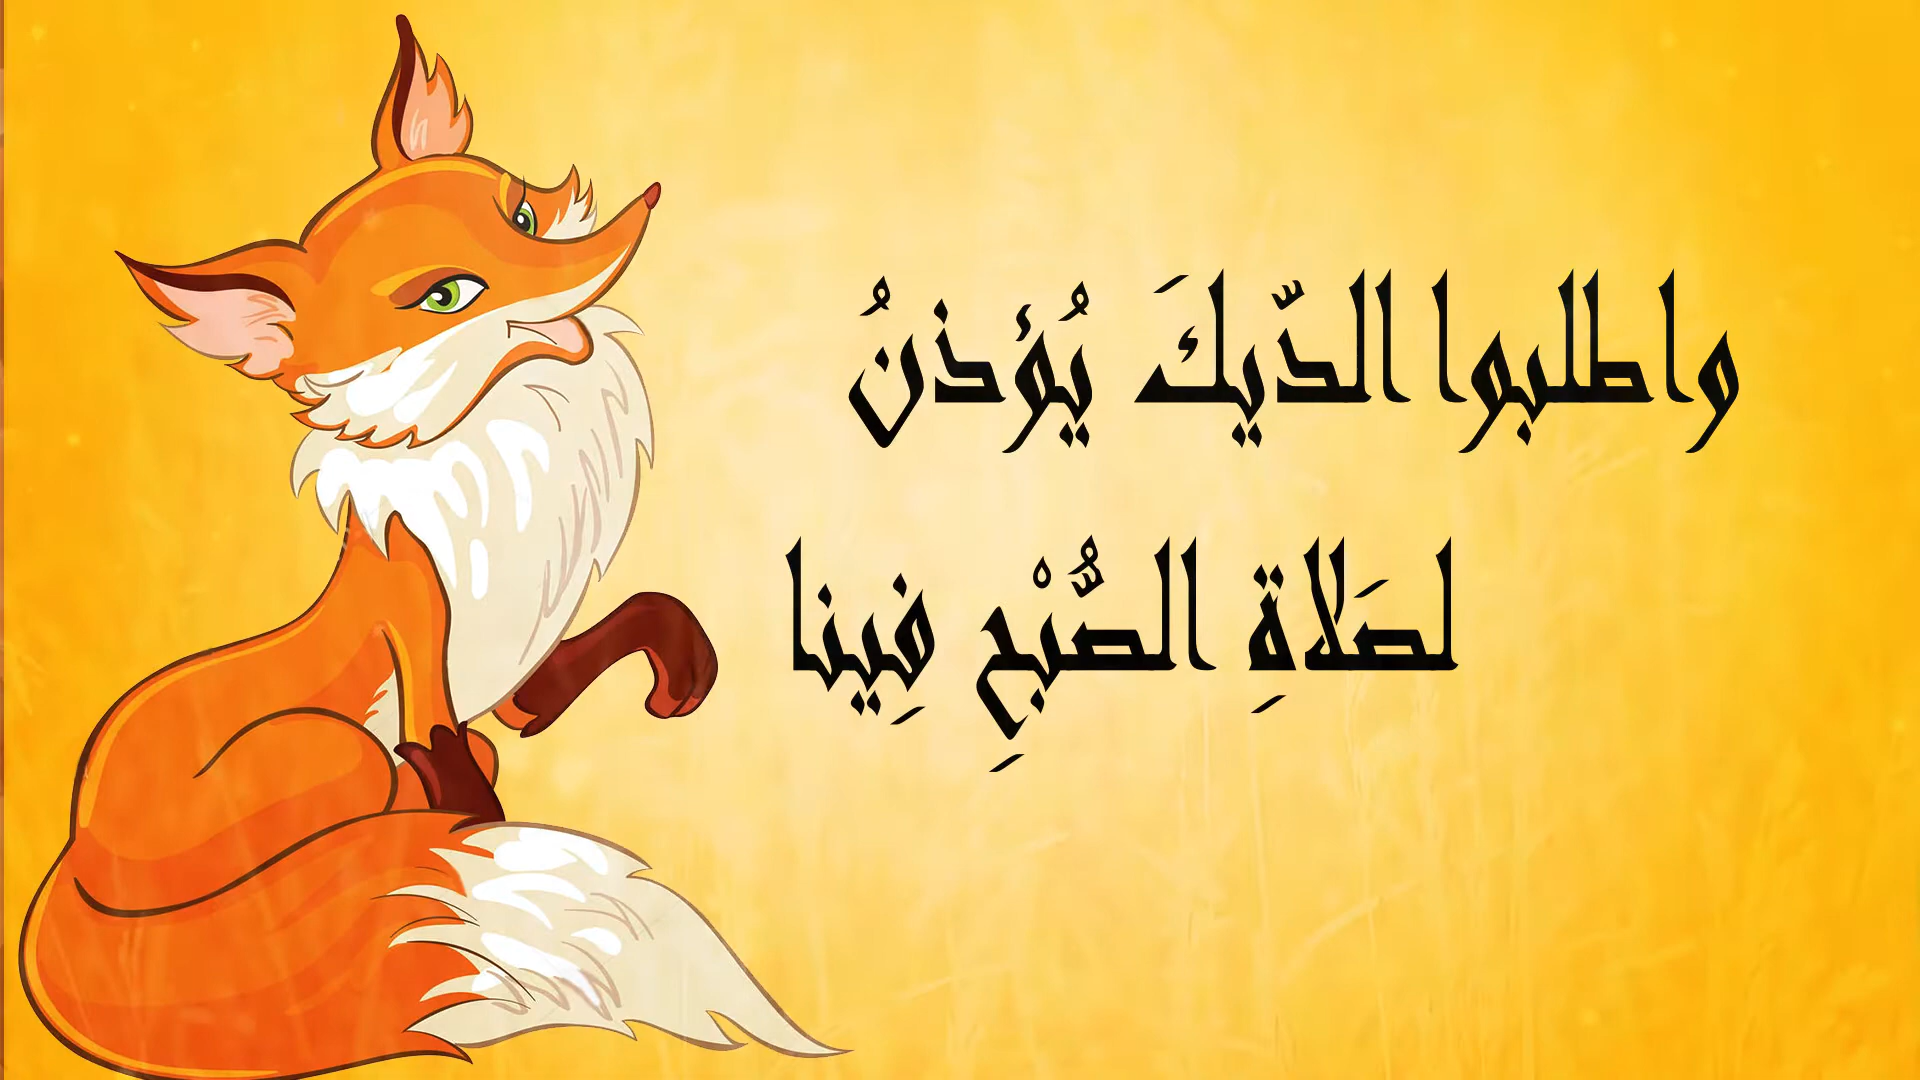 واطلبوا الدّيكَ يُؤذنُ
لصَلاةِ الصُّبْحِ فِينا